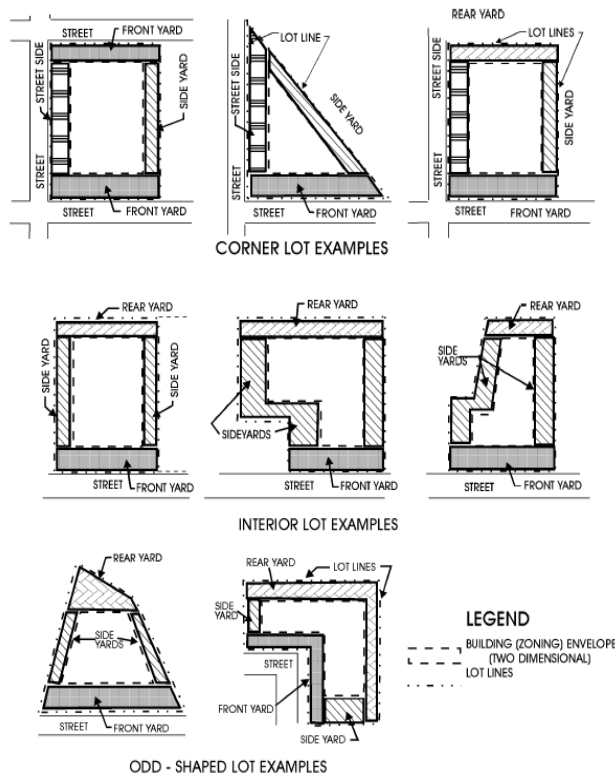 STREET
FRONT YARD
STREET SIDE
SIDE YARD
STREET
STREET
FRONT YARD
LOT LINE
STREET SIDE
SIDE YARD
STREET
STREET
FRONT YARD
REAR YARD
LOT LINES
STREET SIDE
SIDE YARD
STREET
STREET
FRONT YARD
CORNER LOT EXAMPLES
REAR YARD
SIDE YARD
SIDE YARD
STREET
FRONT YARD
REAR YARD
SIDEYARDS
STREET
FRONT YARD
REAR YARD
SIDE
YARDS
STREET
FRONT YARD
INTERIOR LOT EXAMPLES
REAR YARD
SIDE
YARDS
STREET
FRONT YARD
REAR YARD
LOT LINES
SIDE
YARD
STREET
FRONT YARD
SIDE YARD
LEGEND
BUILDING (ZONING) ENVELOPE
(TWO DIMENSIONAL)
LOT LINES
ODD - SHAPED LOT EXAMPLES